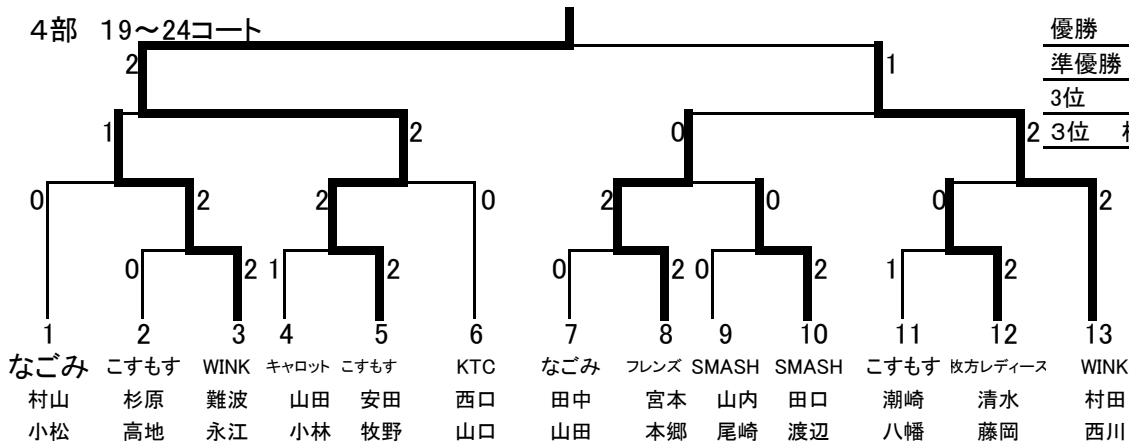 4部 19～24コート
優勝
準優勝
3位
３位
2 1
1 2 0 2
0 2 2 0 2 0 0 2
0 2 1 2 0 2 0 2 1 2
1 2 3 4 5 6 7 8 9 10 11 12 13
なごみ こすもす WINK キャロット こすもす KTC なごみ フレンズ SMASH SMASH こすもす 枚方レディース WINK
村山 杉原 難波 山田 安田 西口 田中 宮本 山内 田口 潮崎 清水 村田
小松 高地 永江 小林 牧野 山口 山田 本郷 尾崎 渡辺 八幡 藤岡 西川